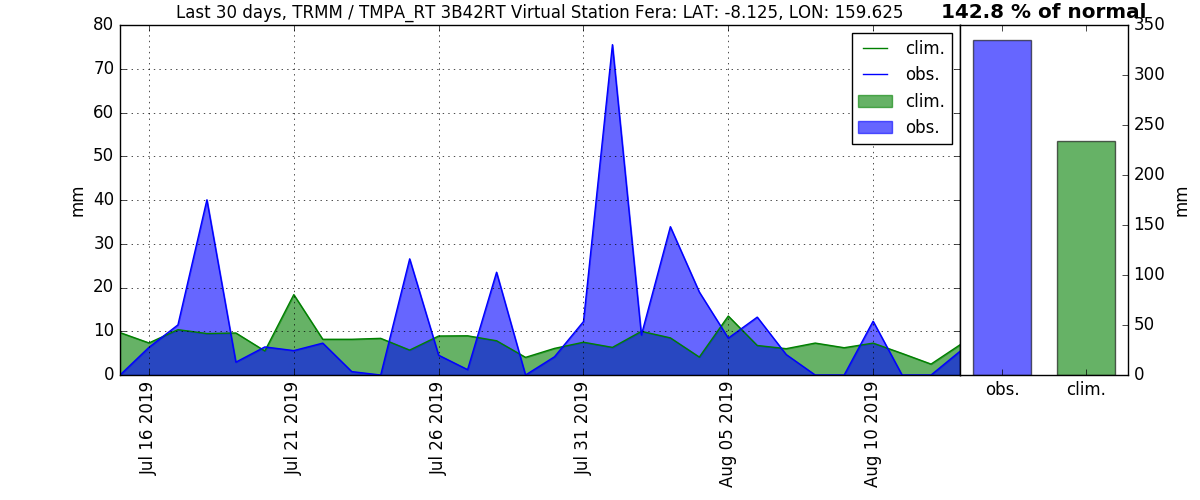 Last 30 days, TRMM / TMPA_RT 3B42RT Virtual Station Fera: LAT: -8.125, LON: 159.625
142.8 % of normal
80
70
60
50
40
30
20
10
0
mm
clim.
obs.
clim.
obs.
350
300
250
200
150
100
50
0
mm
Jul 16 2019
Jul 21 2019
Jul 26 2019
Jul 31 2019
Aug 05 2019
Aug 10 2019
obs.
clim.